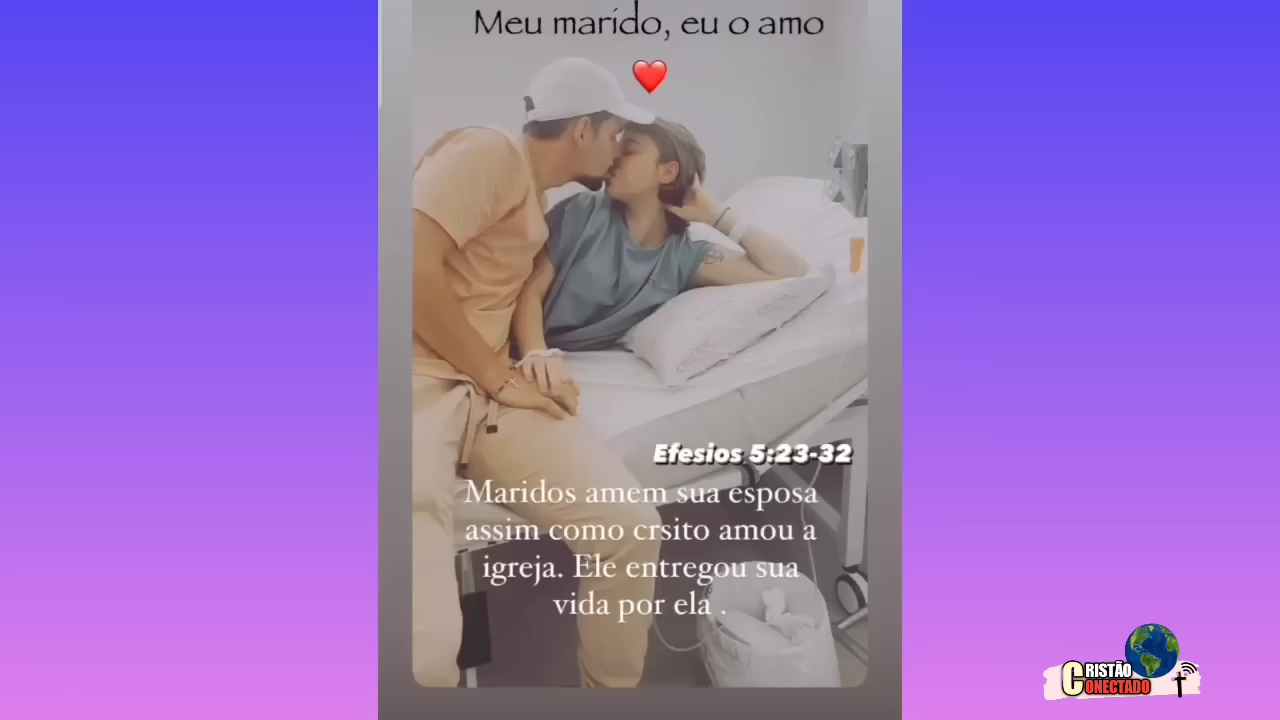 Meu marido, eu o amo
Efesios 5:23-32
Maridos amem sua esposa
assim como crsito amou a
igreja. Ele entregou sua
vida por ela .
CRISTÃO
CONECTADO